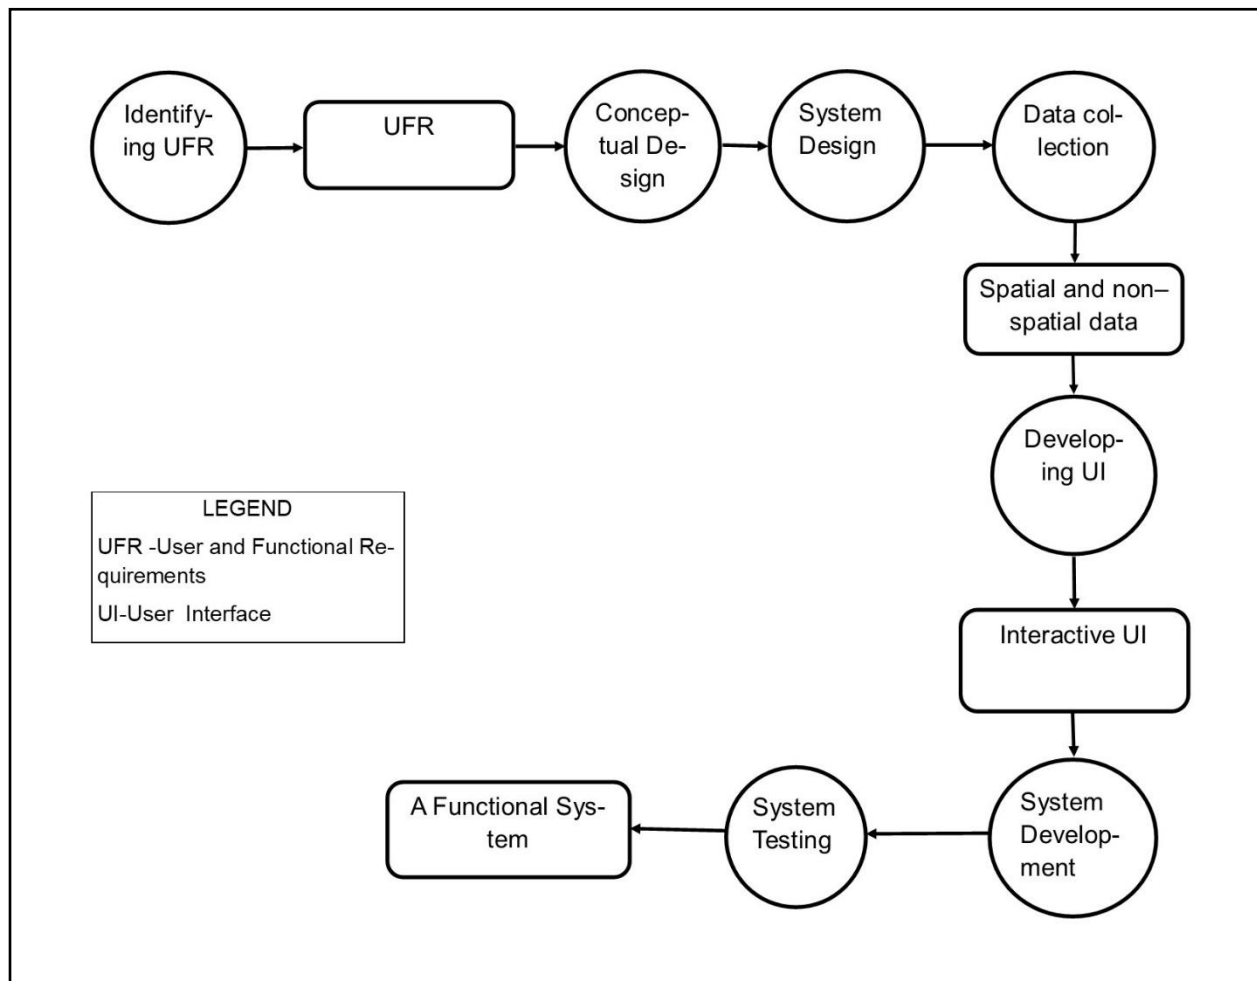 Identify-
ing UFR
UFR
Concep-
tual De-
sign
System
Design
Data col-
lection
Spatial and non–
spatial data
Develop-
ing UI
LEGEND
UFR -User and Functional Re-
quirements
UI-User  Interface
Interactive UI
System
Develop-
ment
System
Testing
A Functional Sys-
tem